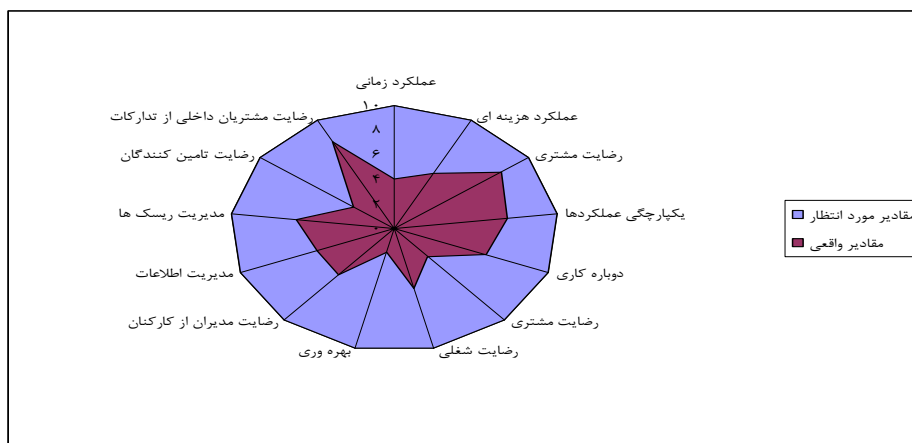 عملکرد زمانی
عملکرد هزینه ای
رضایت مشتری
یکپارچگی عملکردها
دوباره کاری
رضایت مشتری
رضایت شغلی
بهره وری
رضایت مدیران از کارکنان
مدیریت اطلاعات
مدیریت ریسک ها
رضایت تامین کنندگان
رضایت مشتریان داخلی از تدارکات
۱۰
۸
۶
۴
۲
۰
مقادیر مورد انتظار
مقادیر واقعی